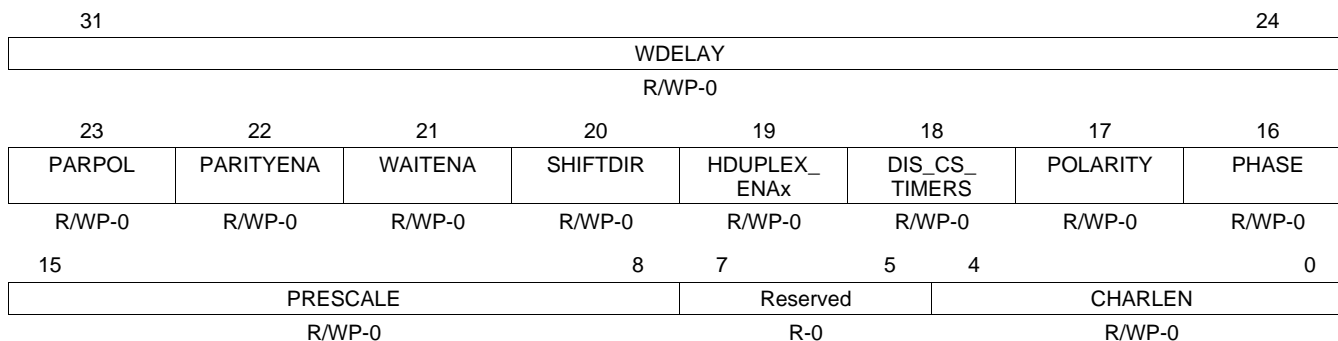 31 24
WDELAY
R/WP-0
23 22 21 20 19 18 17 16
PARPOL PARITYENA WAITENA SHIFTDIR HDUPLEX_ DIS_CS_ POLARITY PHASE
ENAx TIMERS
R/WP-0 R/WP-0 R/WP-0 R/WP-0 R/WP-0 R/WP-0 R/WP-0 R/WP-0
15 8 7 5 4 0
PRESCALE Reserved CHARLEN
R/WP-0 R-0 R/WP-0